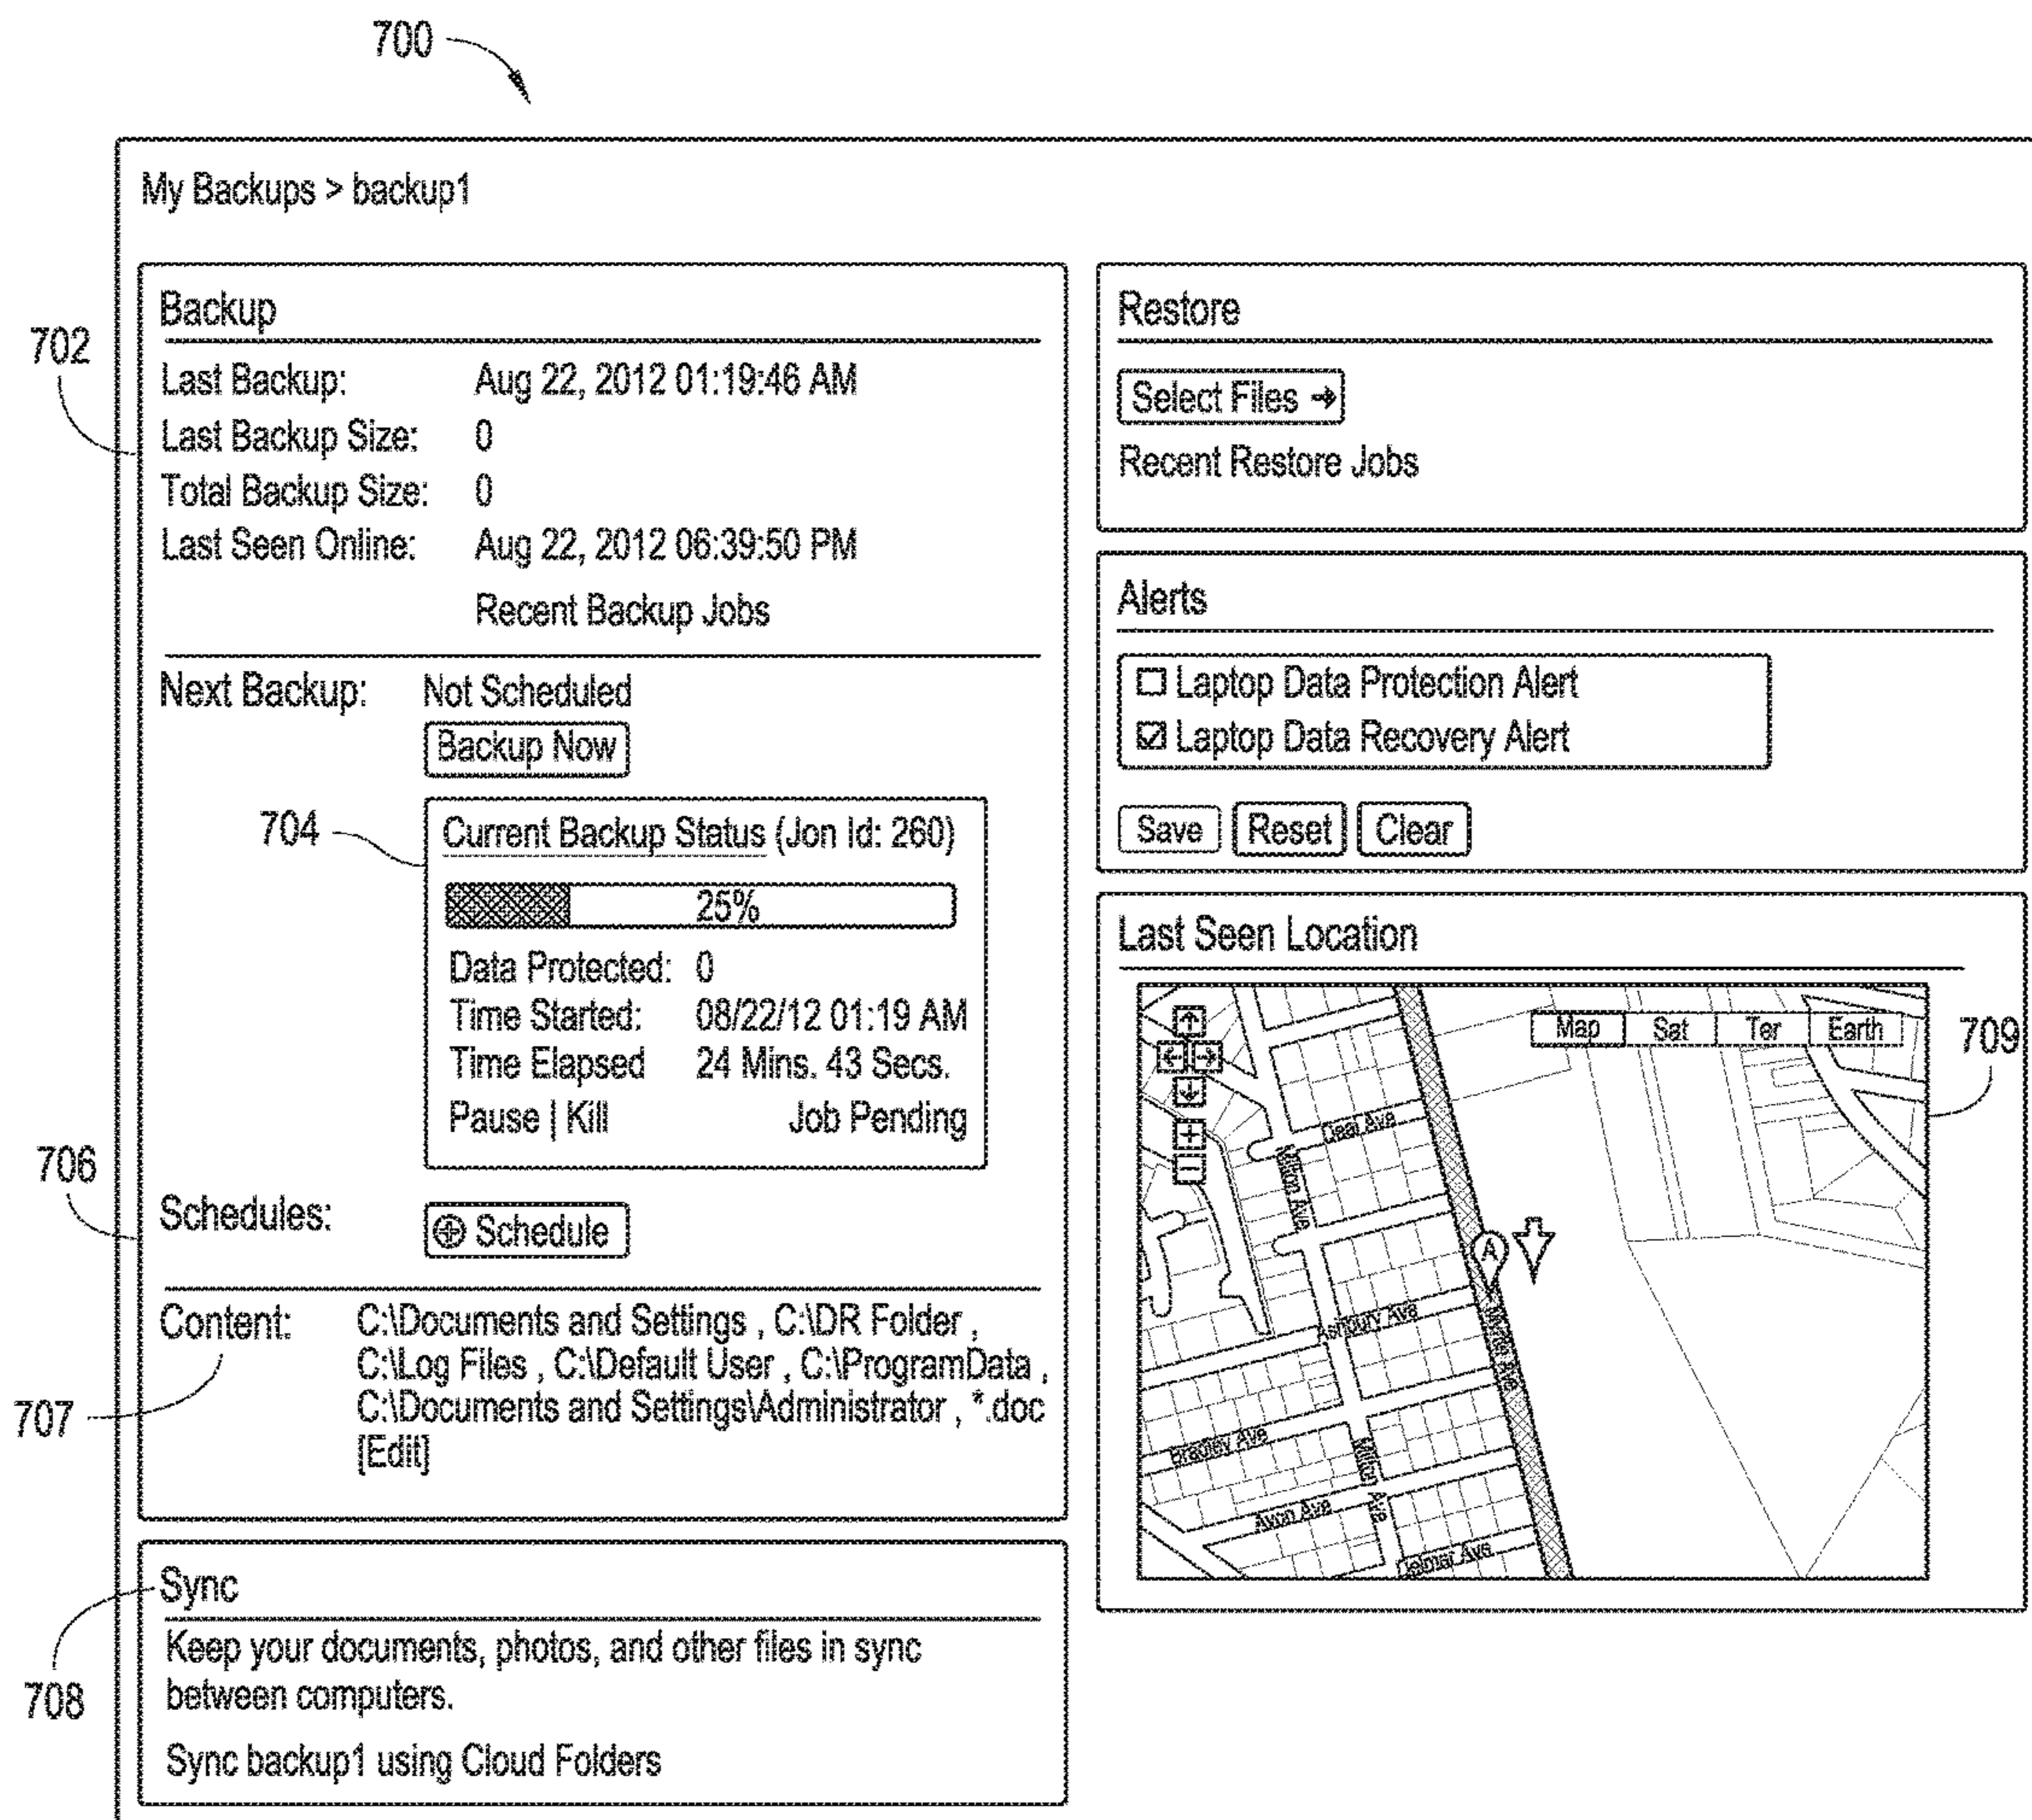 700
My Backups > backup1
702
Backup
Last Backup: Aug 22, 2012 01:19:46 AM
Last Backup Size: 0
Total Backup Size: 0
Last Seen Online: Aug 22, 2012 06:39:50 PM
Recent Backup Jobs
Next Backup: Not Scheduled
Backup Now
704
Current Backup Status (Jon Id: 260)
25%
Data Protected: 0
Time Started: 08/22/12 01:19 AM
Time Elapsed 24 Mins. 43 Secs.
Pause | Kill Job Pending
706
Schedules: Schedule
Content: C:\Documents and Settings , C:\DR Folder ,
C:\Log Files , C:\Default User , C:\ProgramData ,
C:\Documents and Settings\Administrator , *.doc
[Edit]
707
Sync
708
Keep your documents, photos, and other files in sync
between computers.
Sync backup1 using Cloud Folders
Restore
Select Files
Recent Restore Jobs
Alerts
Laptop Data Protection Alert
Laptop Data Recovery Alert
Save Reset Clear
Last Seen Location
709
Map Sat Ter Earth
Milton Ave
A
Asbury Ave
Bradley Ave
Milton Ave
Avon Ave
Delmar Ave